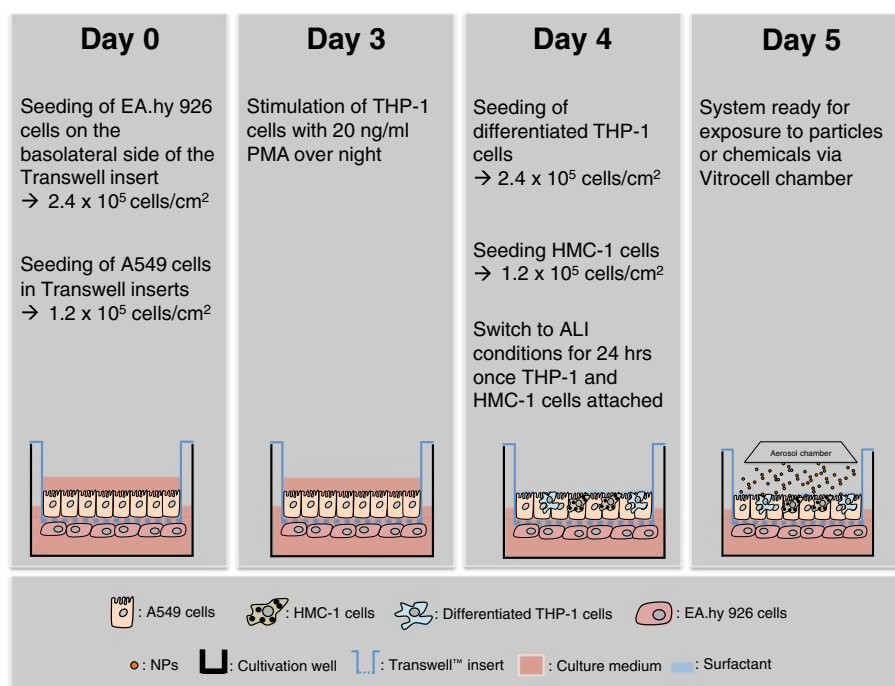 Day 0
Seeding of EA.hy 926
cells on the
basolateral side of the
Transwell insert
→ 2.4 x 10⁵ cells/cm²
Seeding of A549 cells
in Transwell inserts
→ 1.2 x 10⁵ cells/cm²
Day 3
Stimulation of THP-1
cells with 20 ng/ml
PMA over night
Day 4
Seeding of
differentiated THP-1
cells
→ 2.4 x 10⁵ cells/cm²
Seeding HMC-1 cells
→ 1.2 x 10⁵ cells/cm²
Switch to ALI
conditions for 24 hrs
once THP-1 and
HMC-1 cells attached
Day 5
System ready for
exposure to particles
or chemicals via
Vitrocell chamber
Aerosol chamber
: A549 cells
: HMC-1 cells
: Differentiated THP-1 cells
: EA.hy 926 cells
: NPs
: Cultivation well
: Transwell™ insert
: Culture medium
: Surfactant